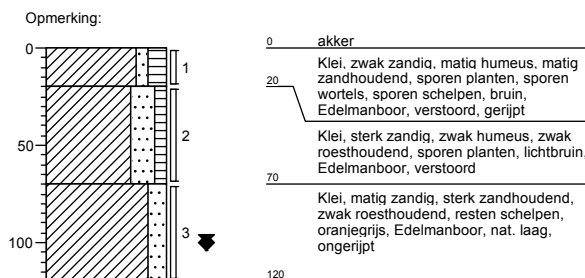 Opmerking:
0
50
100
1
2
3
0 akker
Klei, zwak zandig, matig humeus, matig
zandhoudend, sporen planten, sporen
wortels, sporen schelpen, bruin,
Edelmanboor, verstoord, gerijpt
20
Klei, sterk zandig, zwak humeus, zwak
roesthoudend, sporen planten, lichtbruin,
Edelmanboor, verstoord
70
Klei, matig zandig, sterk zandhoudend,
zwak roesthoudend, resten schelpen,
oranjegrijs, Edelmanboor, nat. laag,
ongerijpt
120